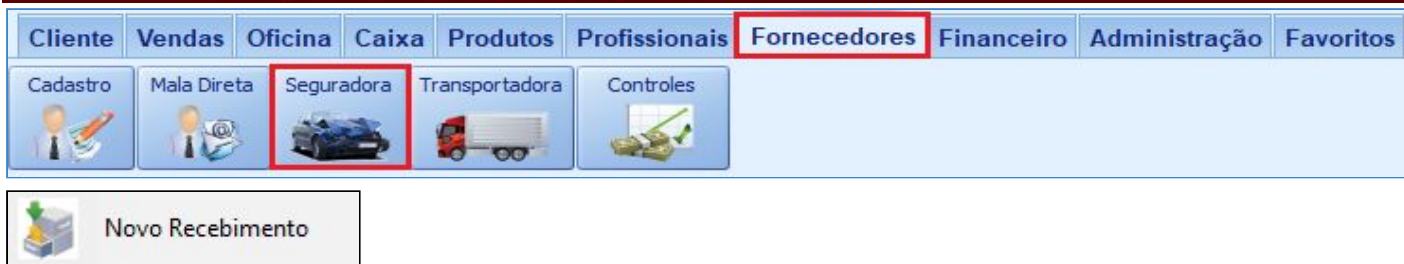 Cliente Vendas Oficina Caixa Produtos Profissionais Fornecedores Financeiro Administração Favoritos
Cadastro Mala Direta Seguradora Transportadora Controles
Novo Recebimento